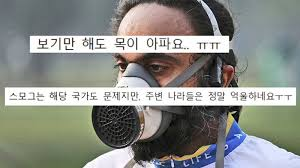 보기만 해도 목이 아파요.. ㅠㅠ
스모그는 해당 국가도 문제지만, 주변 나라들은 정말 억울하네요ㅜㅜ
LIFE